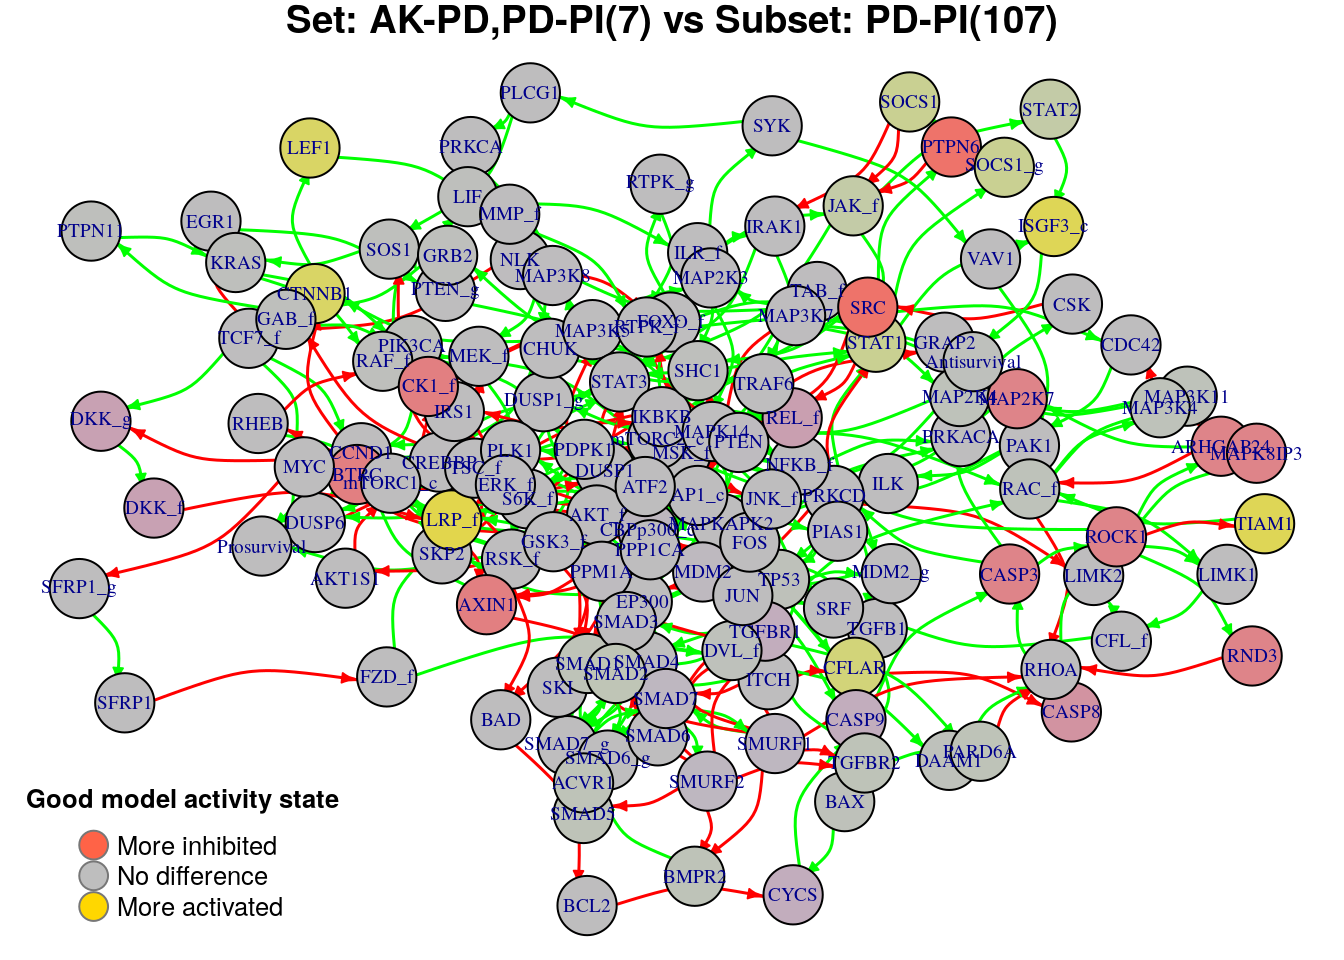 Set: AK-PD,PD-PI(7) vs Subset: PD-PI(107)
PLCG1
SOCS1
STAT2
SYK
LEF1
PRKCA
PTPN6
SOCS1_g
RTPK_g
LIF
MMP_f
JAK_f
PTPN11
EGR1
IRAK1
ISGF3_c
SOS1
GRB2
ILR_f
VAV1
KRAS
NLK
MAP3K8
MAP2K3
CTNNB1
PTEN_g
TAB_f
CSK
GAB_f
SRC
TCF7_f
MAP3K5
RTPK_f
FOXO_f
MAP3K7
PIK3CA
CHUK
STAT1
GRAP2
CDC42
RAF_f
MEK_f
Antisurvival
CK1_f
STAT3
SHC1
TRAF6
DUSP1_g
MAP2K4
MAP2K7
MAP3K11
MAP3K4
DKK_g
RHEB
IRS1
IKBKB
REL_f
MAPK14
mTORC2_c
PTEN
PRKACA
PAK1
ARHGAP24
MAPK8IP3
CCND1
PLK1
PDPK1
MSK_f
MYC
BTRC
CREBBP
TSC_f
DUSP1
NFKB_f
mTORC1_c
ERK_f
ATF2
ILK
RAC_f
S6K_f
AP1_c
JNK_f
PRKCD
DKK_f
DUSP6
LRP_f
AKT_f
MAPKAPK2
TIAM1
CBPp300_c
PIAS1
Prosurvival
GSK3_f
PPP1CA
FOS
ROCK1
SKP2
RSK_f
PPM1A
MDM2
TP53
MDM2_g
CASP3
LIMK2
LIMK1
AKT1S1
SFRP1_g
AXIN1
EP300
JUN
SRF
SMAD3
TGFBR1
TGFB1
CFL_f
DVL_f
RND3
SMAD1
SMAD4
FZD_f
SMAD2
ITCH
CFLAR
RHOA
SKI
SFRP1
SMAD7
CASP8
BAD
CASP9
SMAD7_g
SMAD6
SMURF1
SMAD6_g
TGFBR2
DAAM1
PARD6A
ACVR1
SMURF2
BAX
SMAD5
BMPR2
CYCS
BCL2
Good model activity state
More inhibited
No difference
More activated